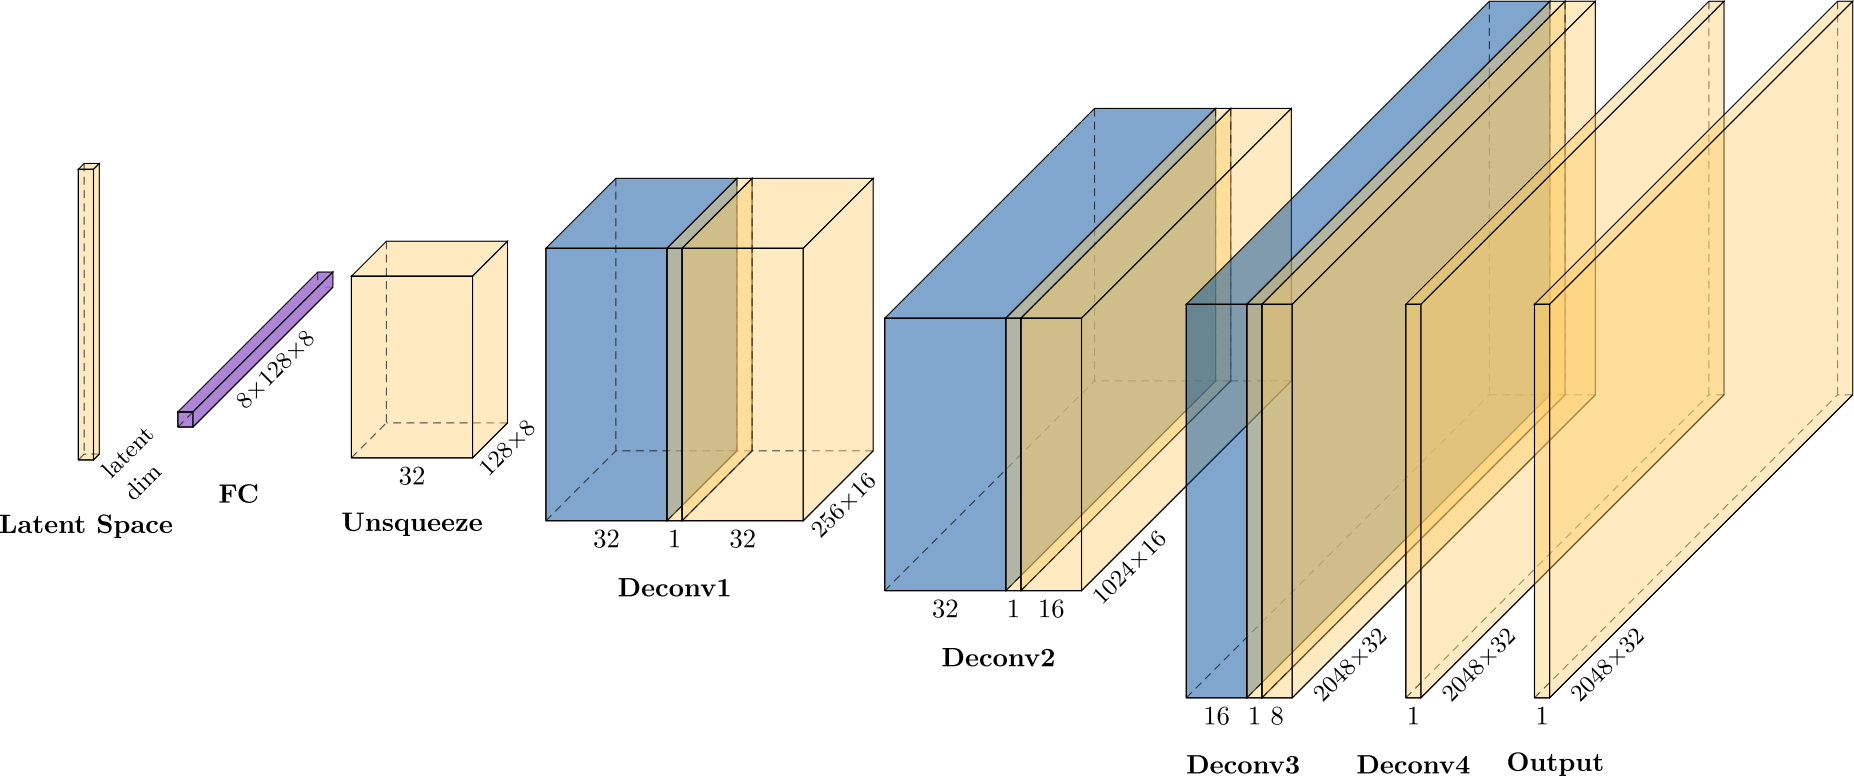 latent
dim
Latent Space
8×128×8
FC
32
128×8
Unsqueeze
32 1 32
256×16
Deconv1
32 1 16
1024×16
Deconv2
16 1 8
2048×32
Deconv3
1
2048×32
Deconv4
1
2048×32
Output